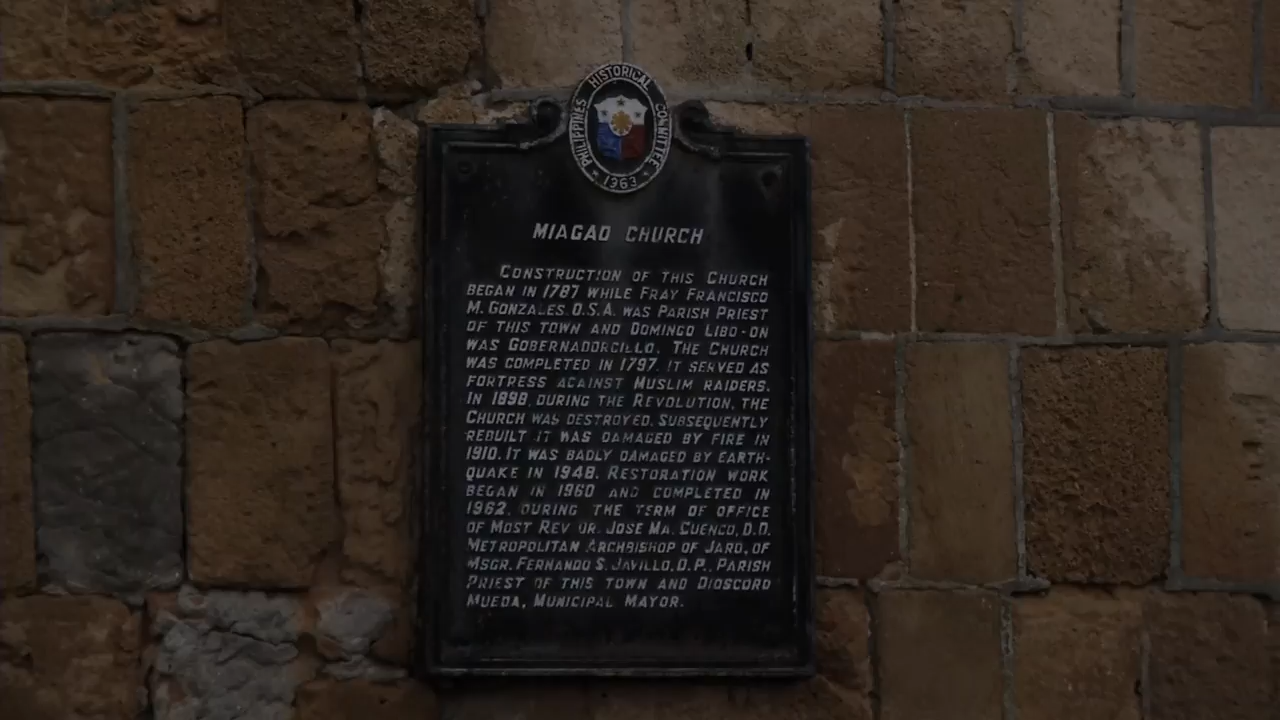 PHILIPPINES HISTORICAL COMMITTEE
1963
MIAGAO CHURCH
CONSTRUCTION OF THIS CHURCH
BEGAN IN 1787 WHILE FRAY FRANCISCO
M. GONZALES, O.S.A. WAS PARISH PRIEST
OF THIS TOWN AND DOMINGO LIBO-ON
WAS GOBERNADORCILLO. THE CHURCH
WAS COMPLETED IN 1797. IT SERVED AS
FORTRESS AGAINST MUSLIM RAIDERS.
IN 1898, DURING THE REVOLUTION, THE
CHURCH WAS DESTROYED. SUBSEQUENTLY
REBUILT IT WAS DAMAGED BY FIRE IN
1910. IT WAS BADLY DAMAGED BY EARTH-
QUAKE IN 1948. RESTORATION WORK
BEGAN IN 1960 AND COMPLETED IN
1962, DURING THE TERM OF OFFICE
OF MOST REV. DR. JOSE MA. CUENCO, D.D.
METROPOLITAN ARCHBISHOP OF JARO, OF
MSGR. FERNANDO S. JAVILLO, D.P., PARISH
PRIEST OF THIS TOWN AND DIOSCORO
MUEDA, MUNICIPAL MAYOR.